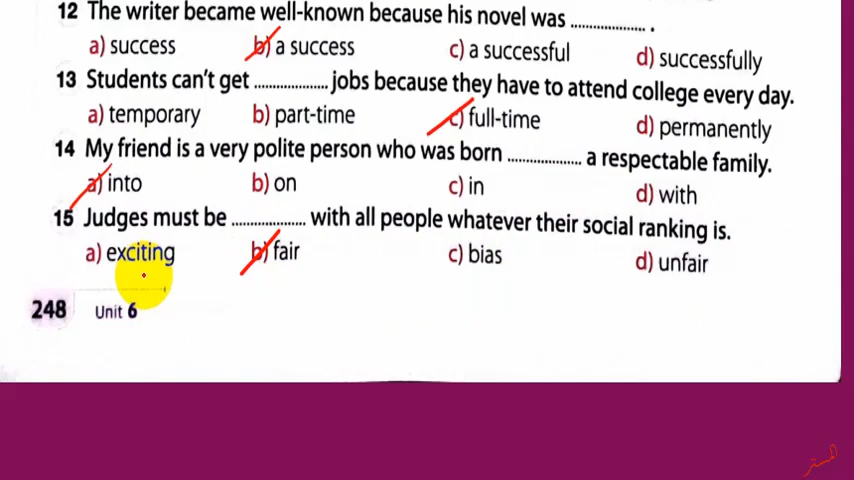 12 The writer became well-known because his novel was .................... .
a) success b) a success c) a successful d) successfully
13 Students can't get ................... jobs because they have to attend college every day.
a) temporary b) part-time c) full-time d) permanently
14 My friend is a very polite person who was born ................... a respectable family.
a) into b) on c) in d) with
15 Judges must be ................... with all people whatever their social ranking is.
a) exciting b) fair c) bias d) unfair
248 Unit 6